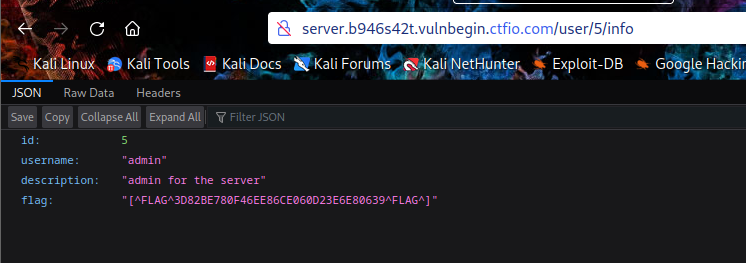 server.b946s42t.vulnbegin.ctfio.com/user/5/info
Kali Linux Kali Tools Kali Docs Kali Forums Kali NetHunter Exploit-DB Google Hackin
JSON Raw Data Headers
Save Copy Collapse All Expand All Filter JSON
id: 5
username: "admin"
description: "admin for the server"
flag: "[^FLAG^3D82BE780F46EE86CE060D23E6E80639^FLAG^]"